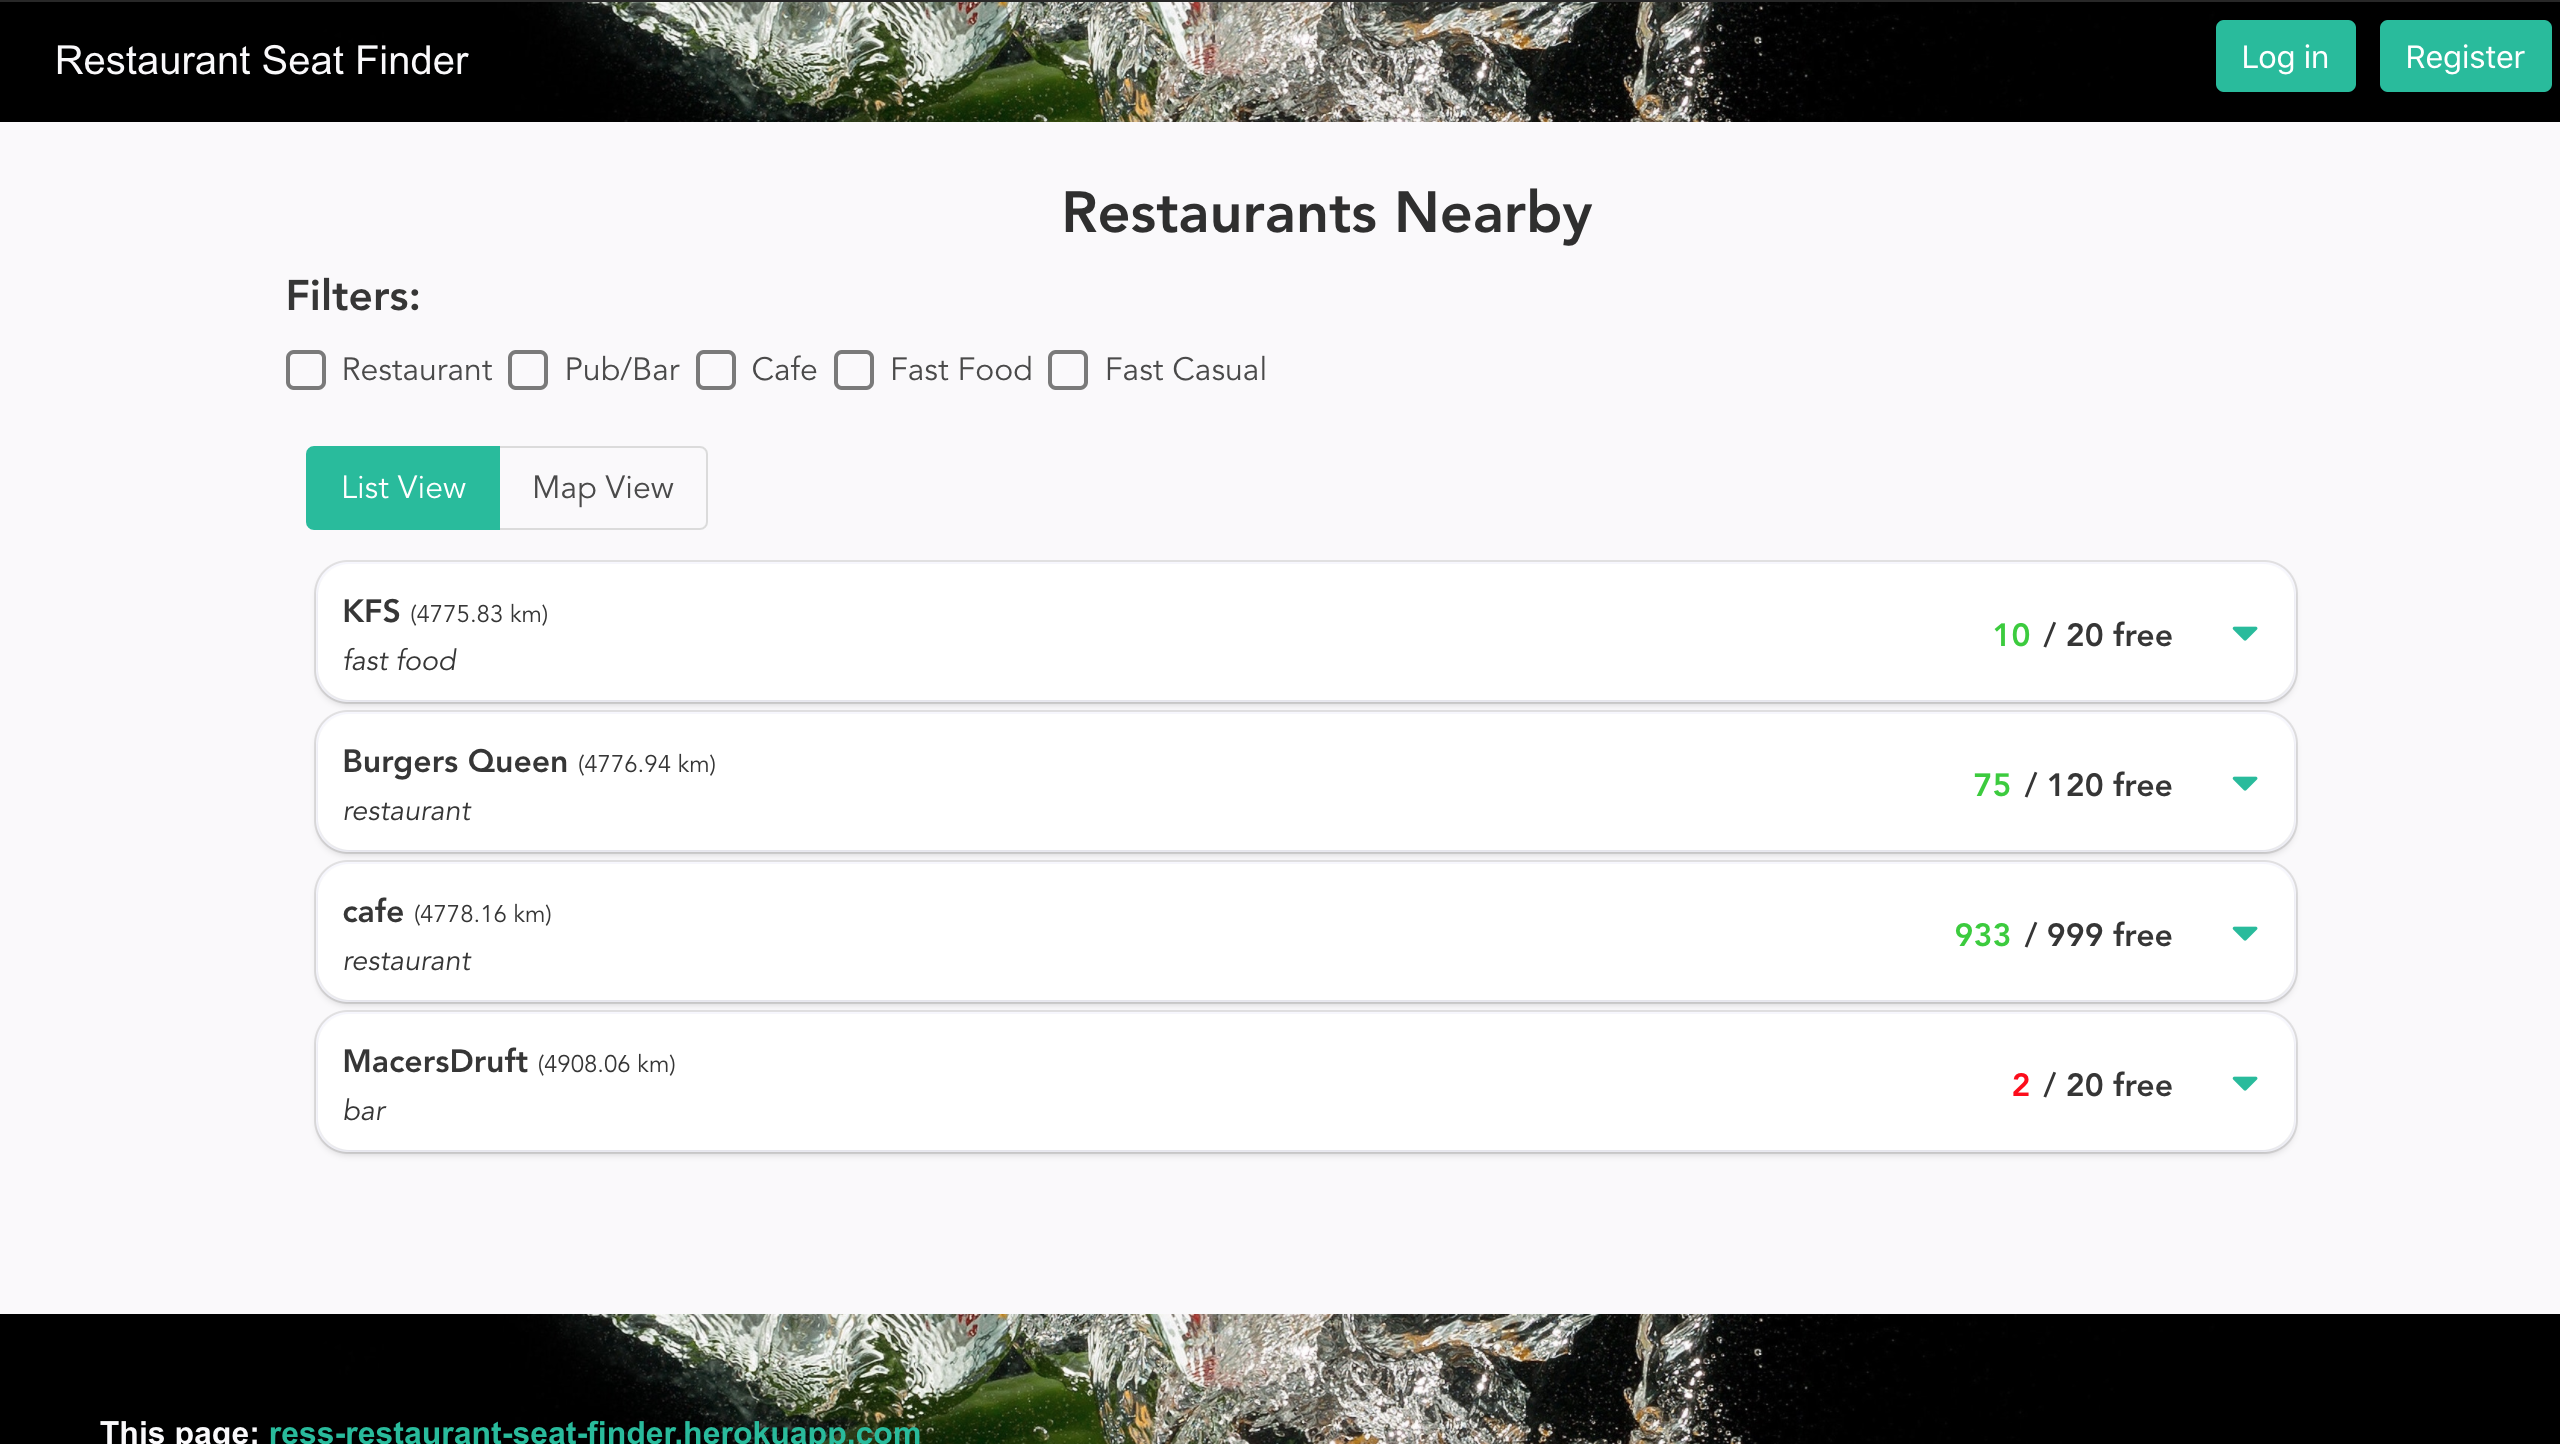 Restaurant Seat Finder
Log in
Register
Restaurants Nearby
Filters:
Restaurant Pub/Bar Cafe Fast Food Fast Casual
List View Map View
KFS (4775.83 km)
fast food
10 / 20 free
Burgers Queen (4776.94 km)
restaurant
75 / 120 free
cafe (4778.16 km)
restaurant
933 / 999 free
MacersDruft (4908.06 km)
bar
2 / 20 free
This page: ress-restaurant-seat-finder.herokuapp.com